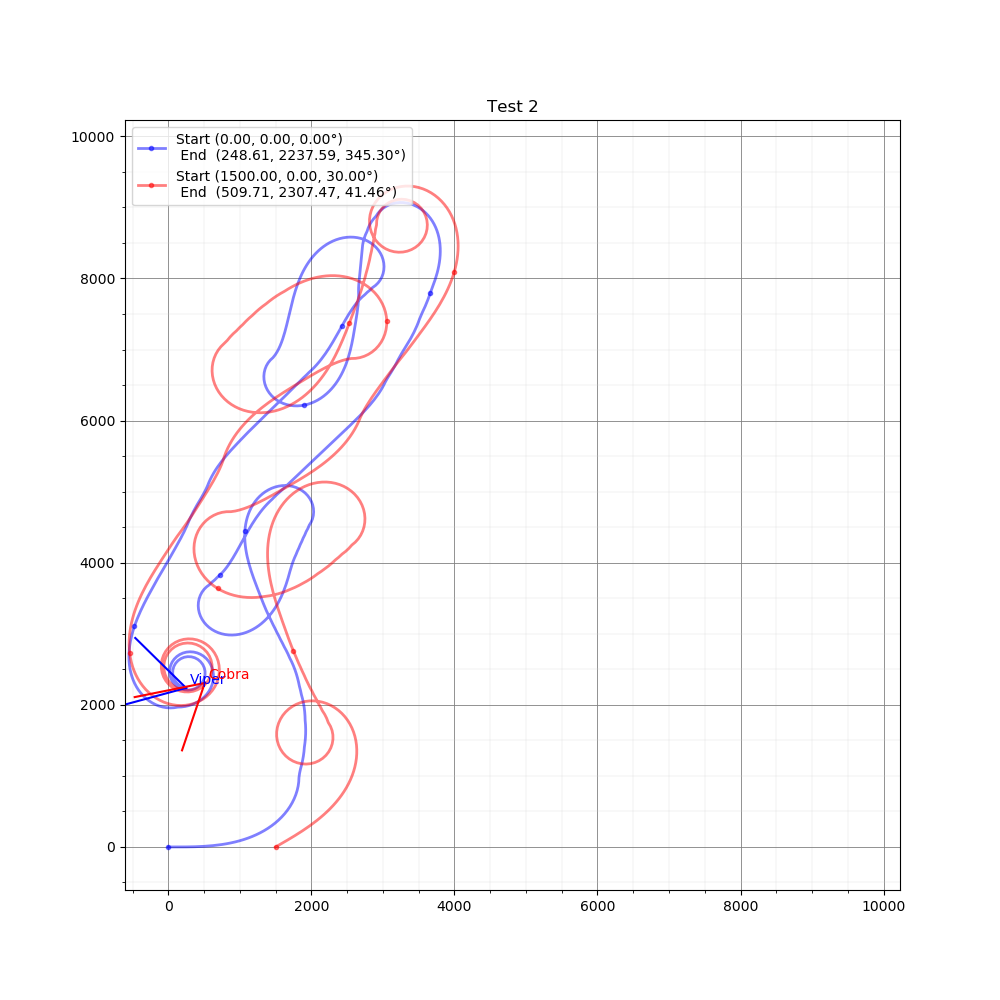 Test 2
Start (0.00, 0.00, 0.00°)
End (248.61, 2237.59, 345.30°)
Start (1500.00, 0.00, 30.00°)
End (509.71, 2307.47, 41.46°)
10000
8000
6000
4000
2000
0
Cobra
Viper
0 2000 4000 6000 8000 10000